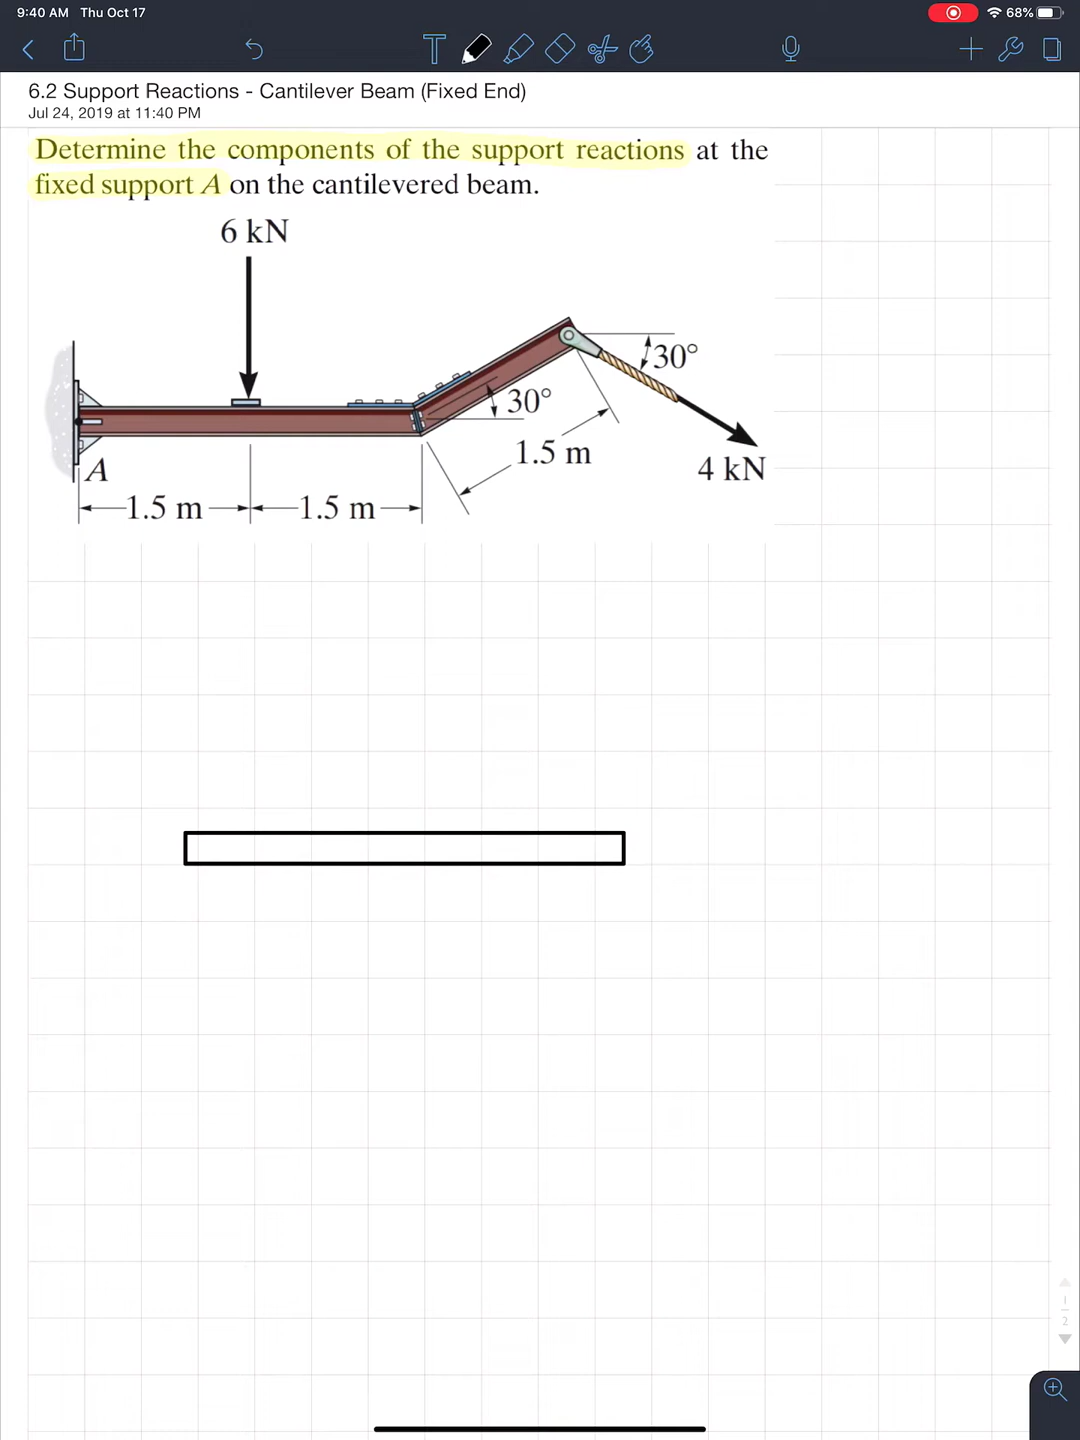 9:40 AM Thu Oct 17
68%
T
6.2 Support Reactions - Cantilever Beam (Fixed End)
Jul 24, 2019 at 11:40 PM
Determine the components of the support reactions at the
fixed support A on the cantilevered beam.
6 kN
30°
30°
1.5 m
4 kN
A
1.5 m
1.5 m
1
2